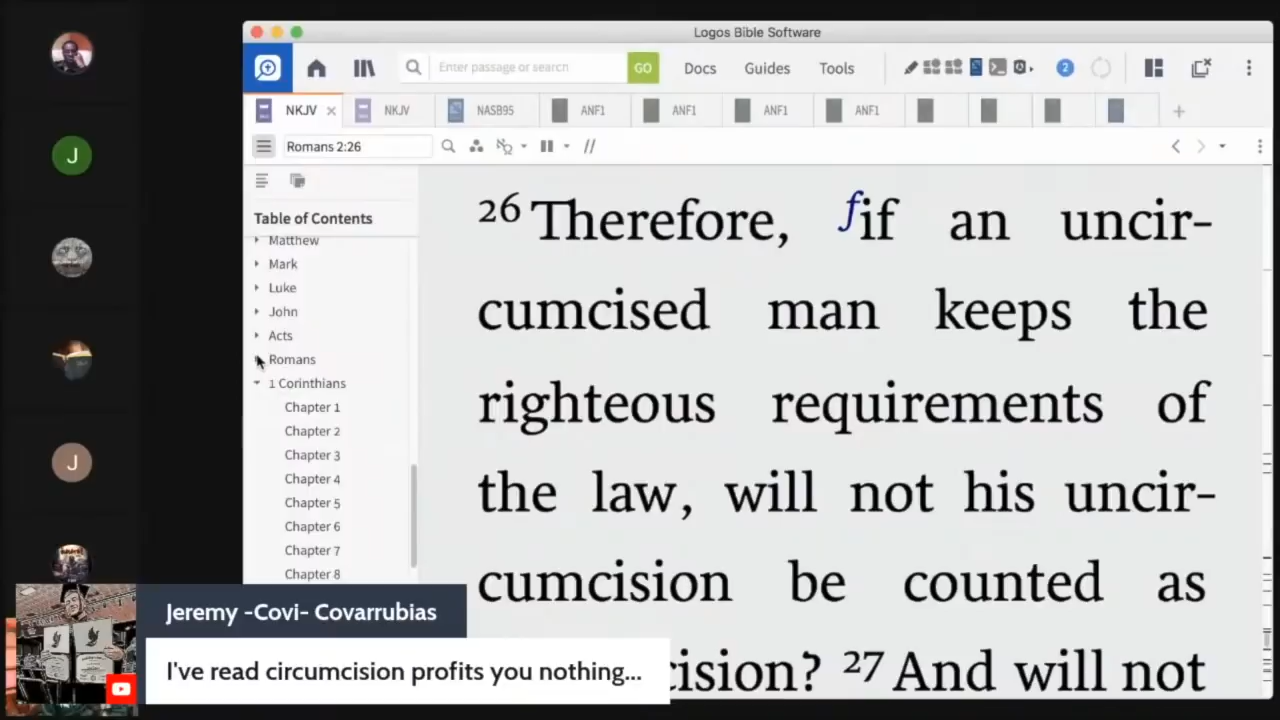 Logos Bible Software
Enter passage or search
GO
Docs
Guides
Tools
2
NKJV
NKJV
NASB95
ANF1
ANF1
ANF1
ANF1
Romans 2:26
Table of Contents
Matthew
Mark
Luke
John
Acts
Romans
1 Corinthians
Chapter 1
Chapter 2
Chapter 3
Chapter 4
Chapter 5
Chapter 6
Chapter 7
Chapter 8
26 Therefore, f if an uncir-
cumcised man keeps the
righteous requirements of
the law, will not his uncir-
cumcision be counted as
cision? 27 And will not
J
J
Jeremy -Covi- Covarrubias
I've read circumcision profits you nothing...